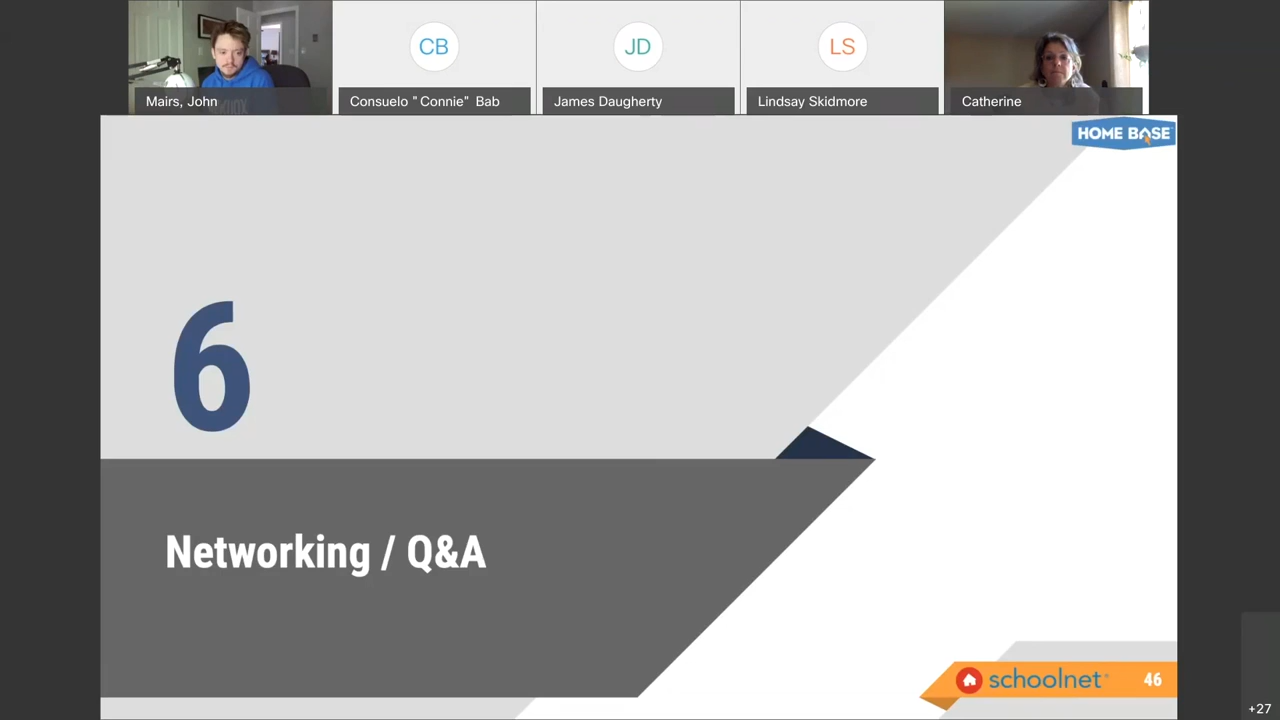 CB
JD
LS
Mairs, John
Consuelo "Connie" Bab
James Daugherty
Lindsay Skidmore
Catherine
HOME BASE
6
Networking / Q&A
schoolnet
46
+27